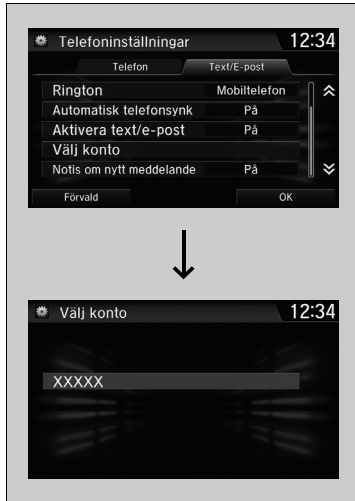 Telefoninställningar 12:34
Telefon Text/E-post
Rington Mobiltelefon
Automatisk telefonsynk På
Aktivera text/e-post På
Välj konto
Notis om nytt meddelande På
Förvald OK
Välj konto 12:34
XXXXX